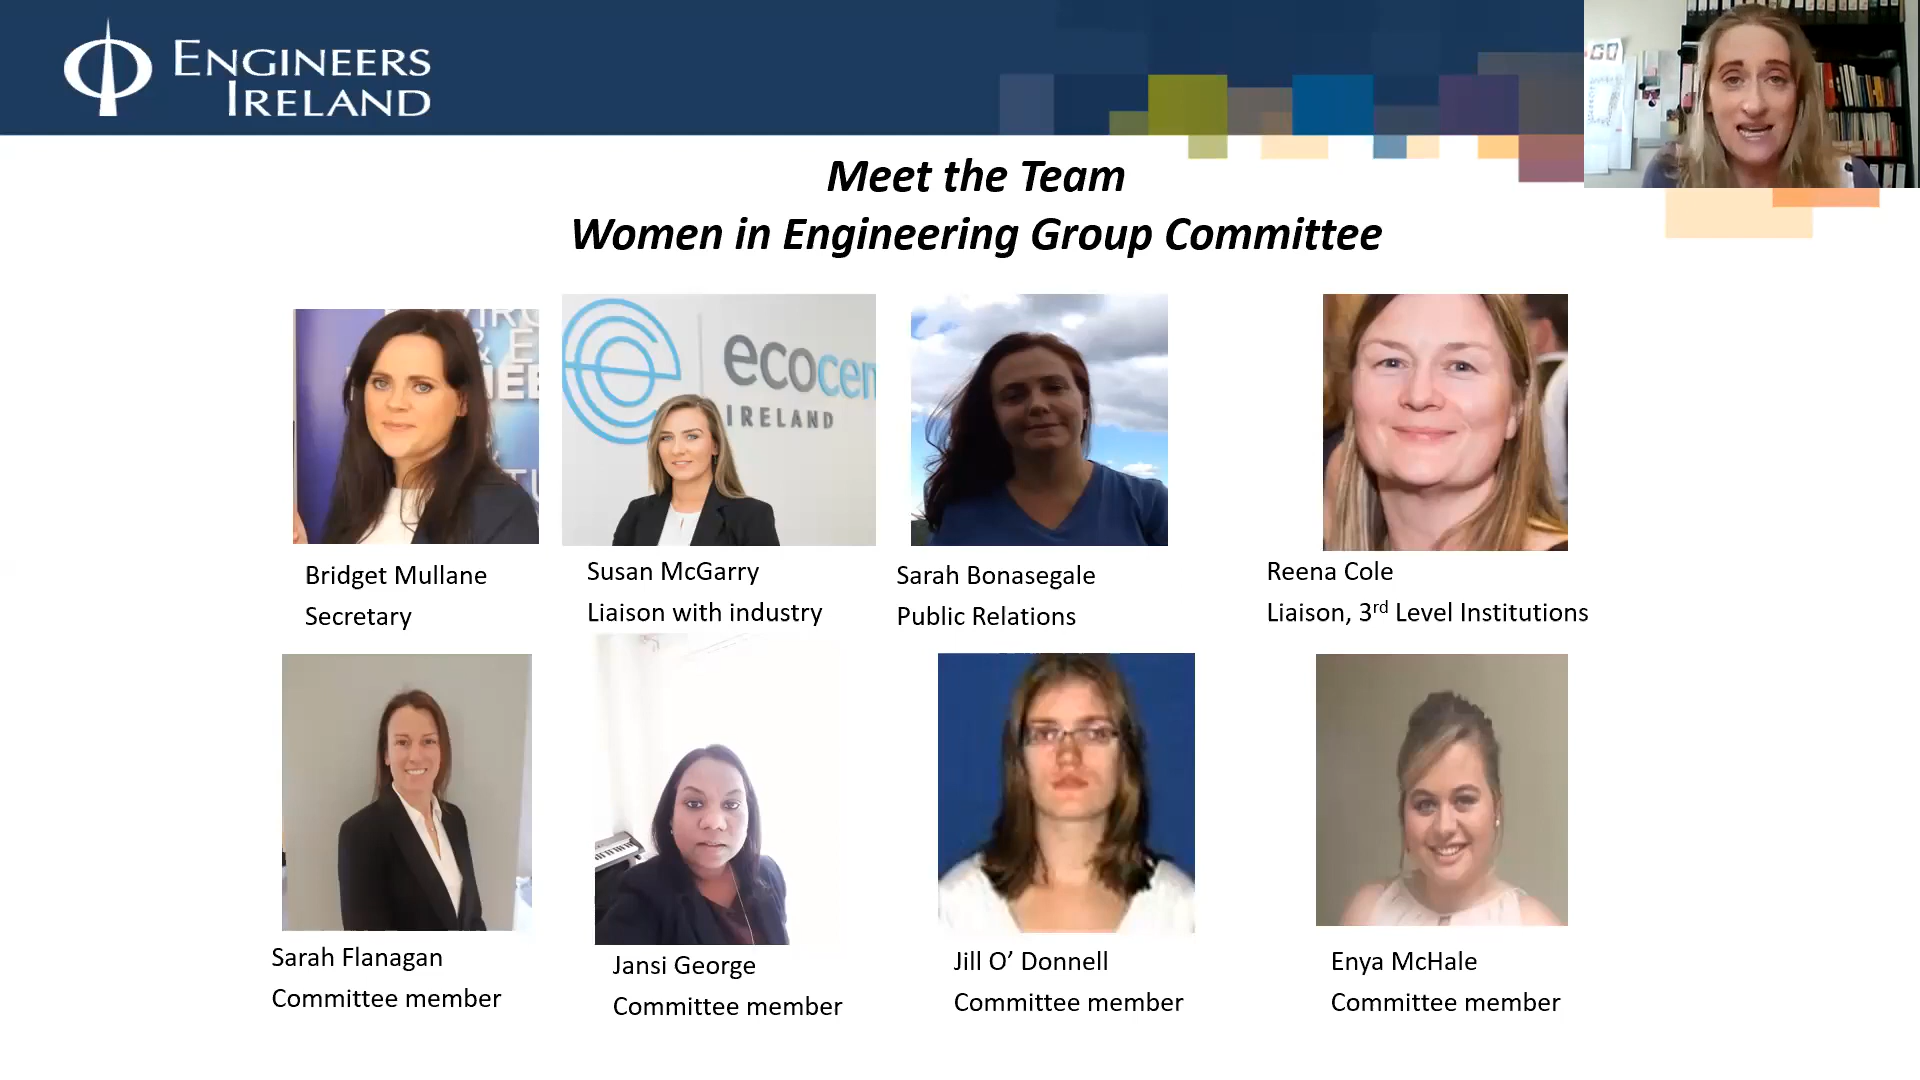 ENGINEERS
IRELAND
Meet the Team
Women in Engineering Group Committee
ecocen
IRELAND
Bridget Mullane
Secretary
Susan McGarry
Liaison with industry
Sarah Bonasegale
Public Relations
Reena Cole
Liaison, 3rd Level Institutions
Sarah Flanagan
Committee member
Jansi George
Committee member
Jill O’ Donnell
Committee member
Enya McHale
Committee member